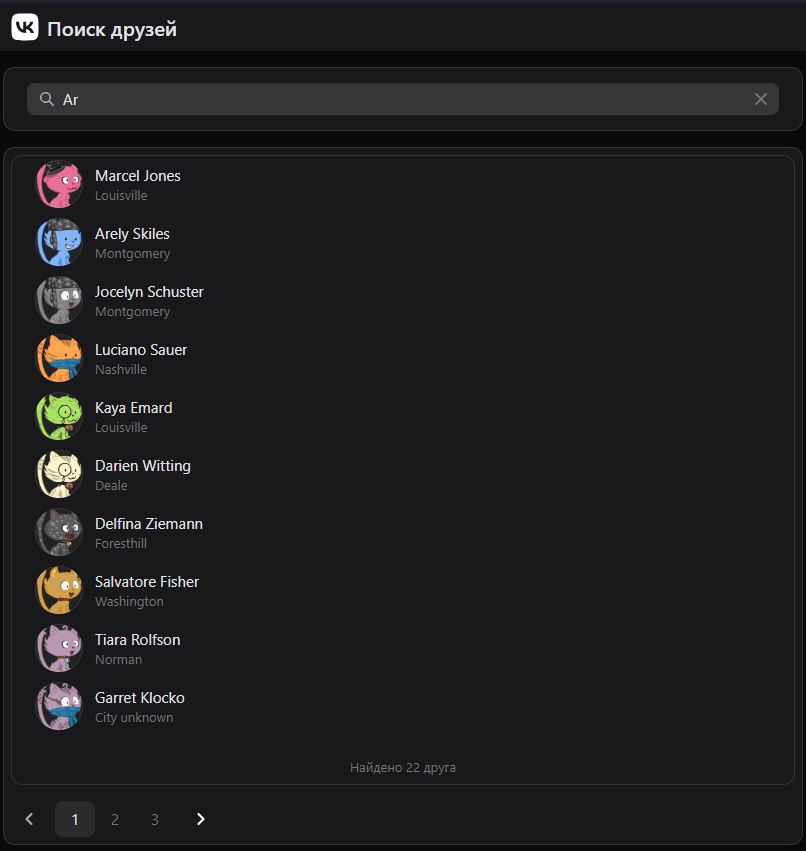 VK Поиск друзей
Ar
Marcel Jones
Louisville
Arely Skiles
Montgomery
Jocelyn Schuster
Montgomery
Luciano Sauer
Nashville
Kaya Emard
Louisville
Darien Witting
Deale
Delfina Ziemann
Foresthill
Salvatore Fisher
Washington
Tiara Rolfson
Norman
Garret Klocko
City unknown
Найдено 22 друга
1 2 3